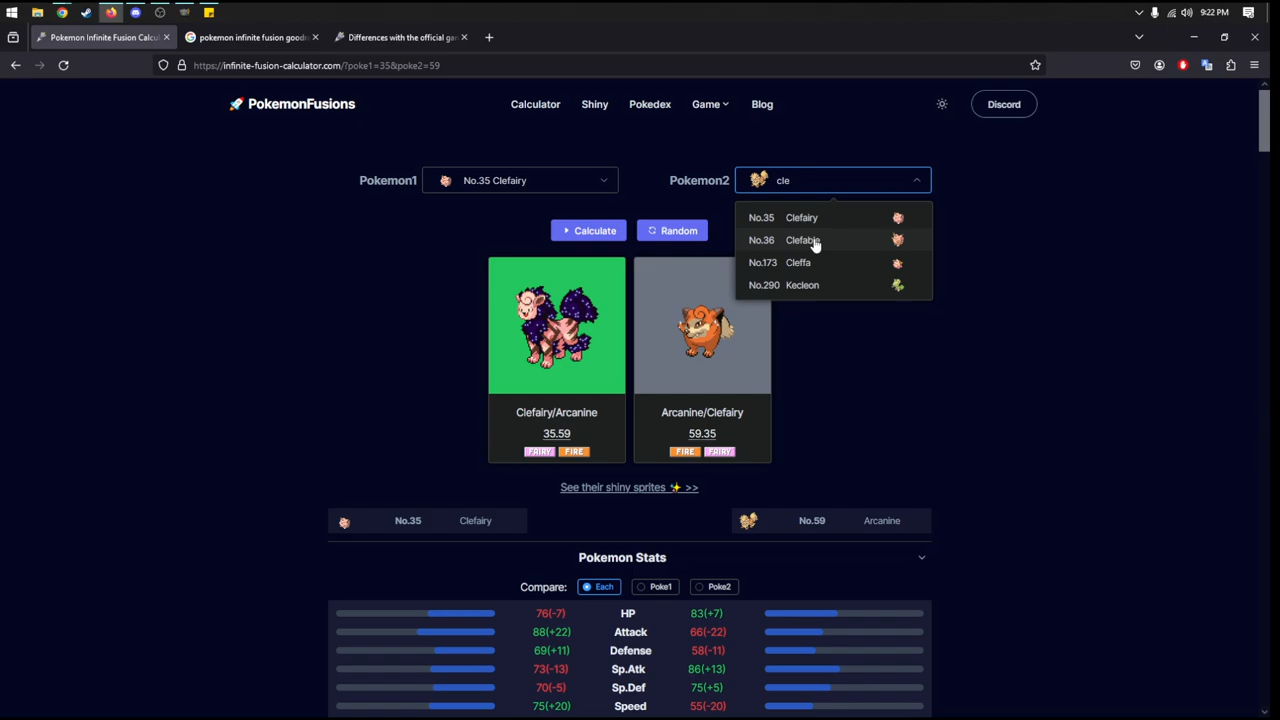 9:22 PM
Pokemon Infinite Fusion Calcul
pokemon infinite fusion good
Differences with the official ga
https://infinite-fusion-calculator.com/?poke1=35&poke2=59
PokemonFusions
Calculator
Shiny
Pokedex
Game
Blog
Discord
Pokemon1
No.35 Clefairy
Pokemon2
cle
No.35 Clefairy
No.36 Clefable
No.173 Cleffa
No.290 Kecleon
Calculate
Random
Clefairy/Arcanine
35.59
FAIRY FIRE
Arcanine/Clefairy
59.35
FIRE FAIRY
See their shiny sprites ✨ >>
No.35 Clefairy
No.59 Arcanine
Pokemon Stats
Compare: Each Poke1 Poke2
76(-7) HP 83(+7)
88(+22) Attack 66(-22)
69(+11) Defense 58(-11)
73(-13) Sp.Atk 86(+13)
70(-5) Sp.Def 75(+5)
75(+20) Speed 55(-20)